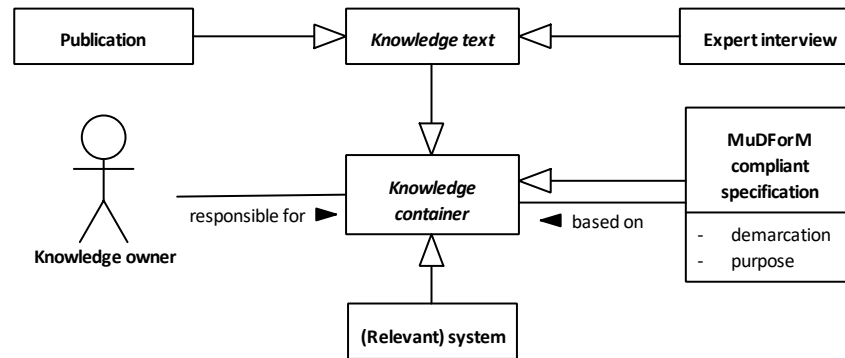 Publication
Knowledge text
Expert interview
Knowledge owner
responsible for
Knowledge
container
based on
MuDForM
compliant
specification
- demarcation
- purpose
(Relevant) system